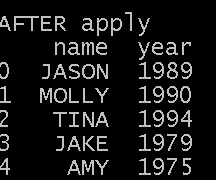 AFTER apply
name year
0 JASON 1989
1 MOLLY 1990
2 TINA 1994
3 JAKE 1979
4 AMY 1975